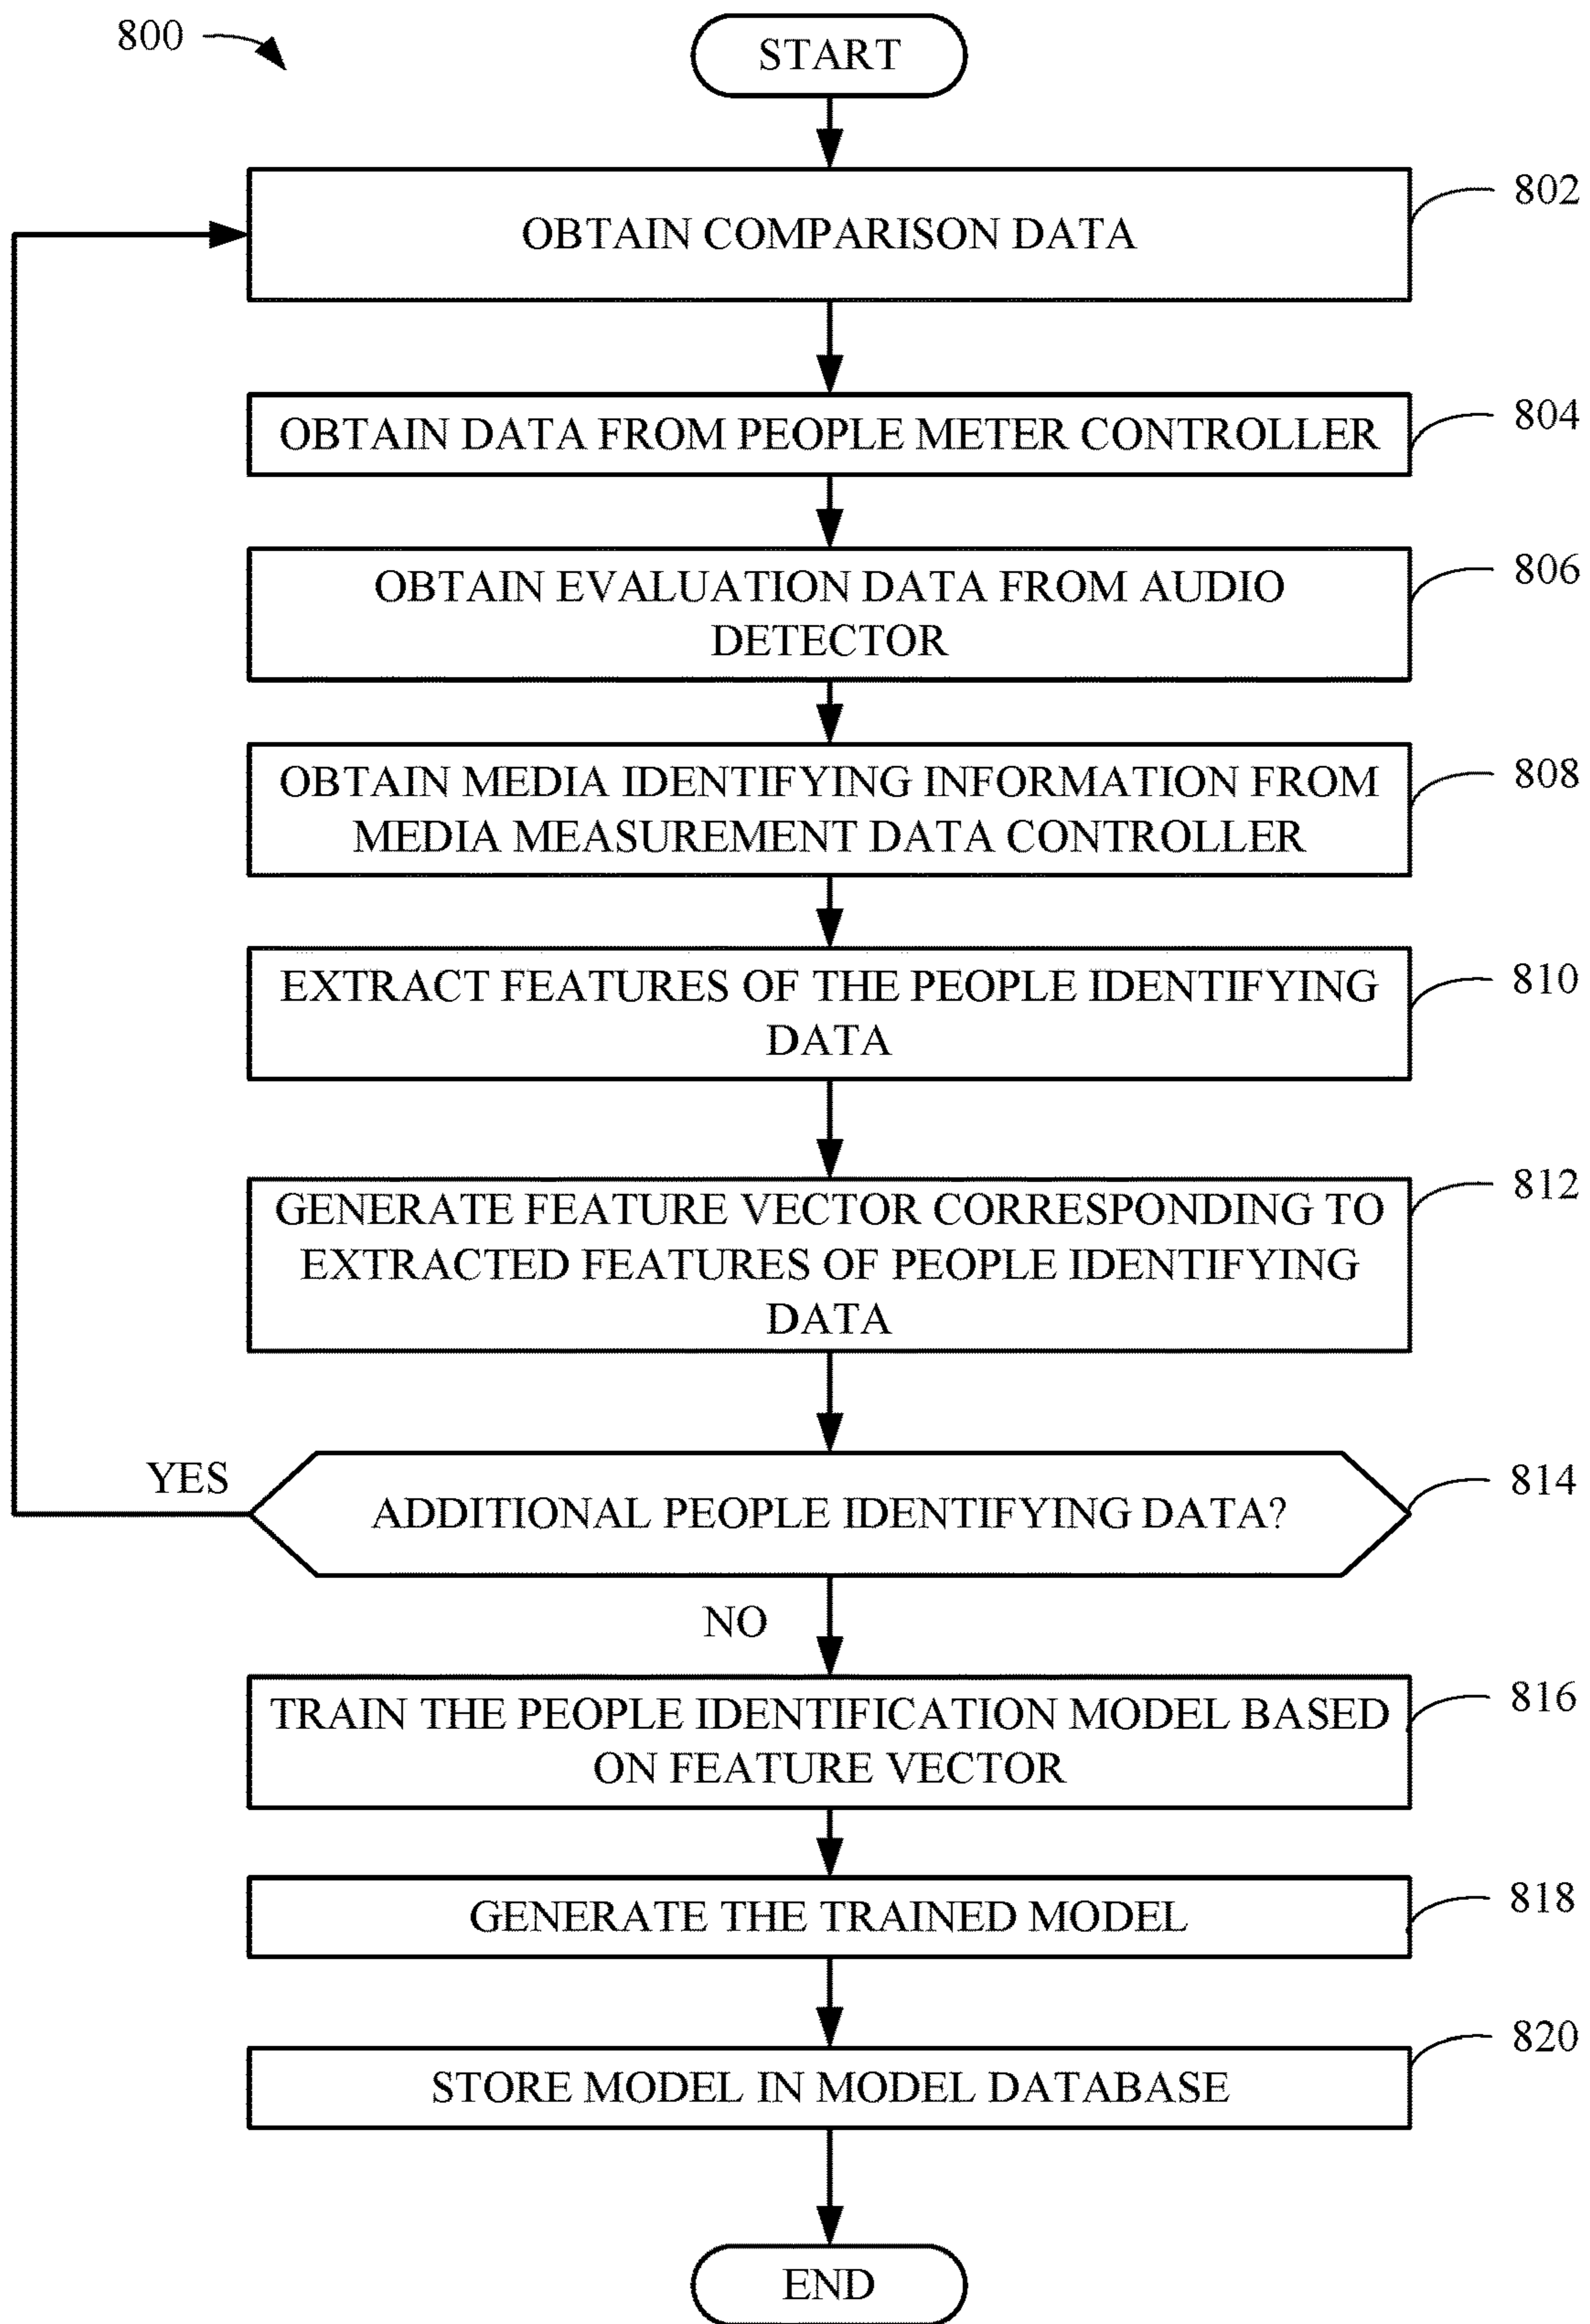 800
START
802
OBTAIN COMPARISON DATA
804
OBTAIN DATA FROM PEOPLE METER CONTROLLER
806
OBTAIN EVALUATION DATA FROM AUDIO
DETECTOR
808
OBTAIN MEDIA IDENTIFYING INFORMATION FROM
MEDIA MEASUREMENT DATA CONTROLLER
810
EXTRACT FEATURES OF THE PEOPLE IDENTIFYING
DATA
812
GENERATE FEATURE VECTOR CORRESPONDING TO
EXTRACTED FEATURES OF PEOPLE IDENTIFYING
DATA
YES
814
ADDITIONAL PEOPLE IDENTIFYING DATA?
NO
816
TRAIN THE PEOPLE IDENTIFICATION MODEL BASED
ON FEATURE VECTOR
818
GENERATE THE TRAINED MODEL
820
STORE MODEL IN MODEL DATABASE
END